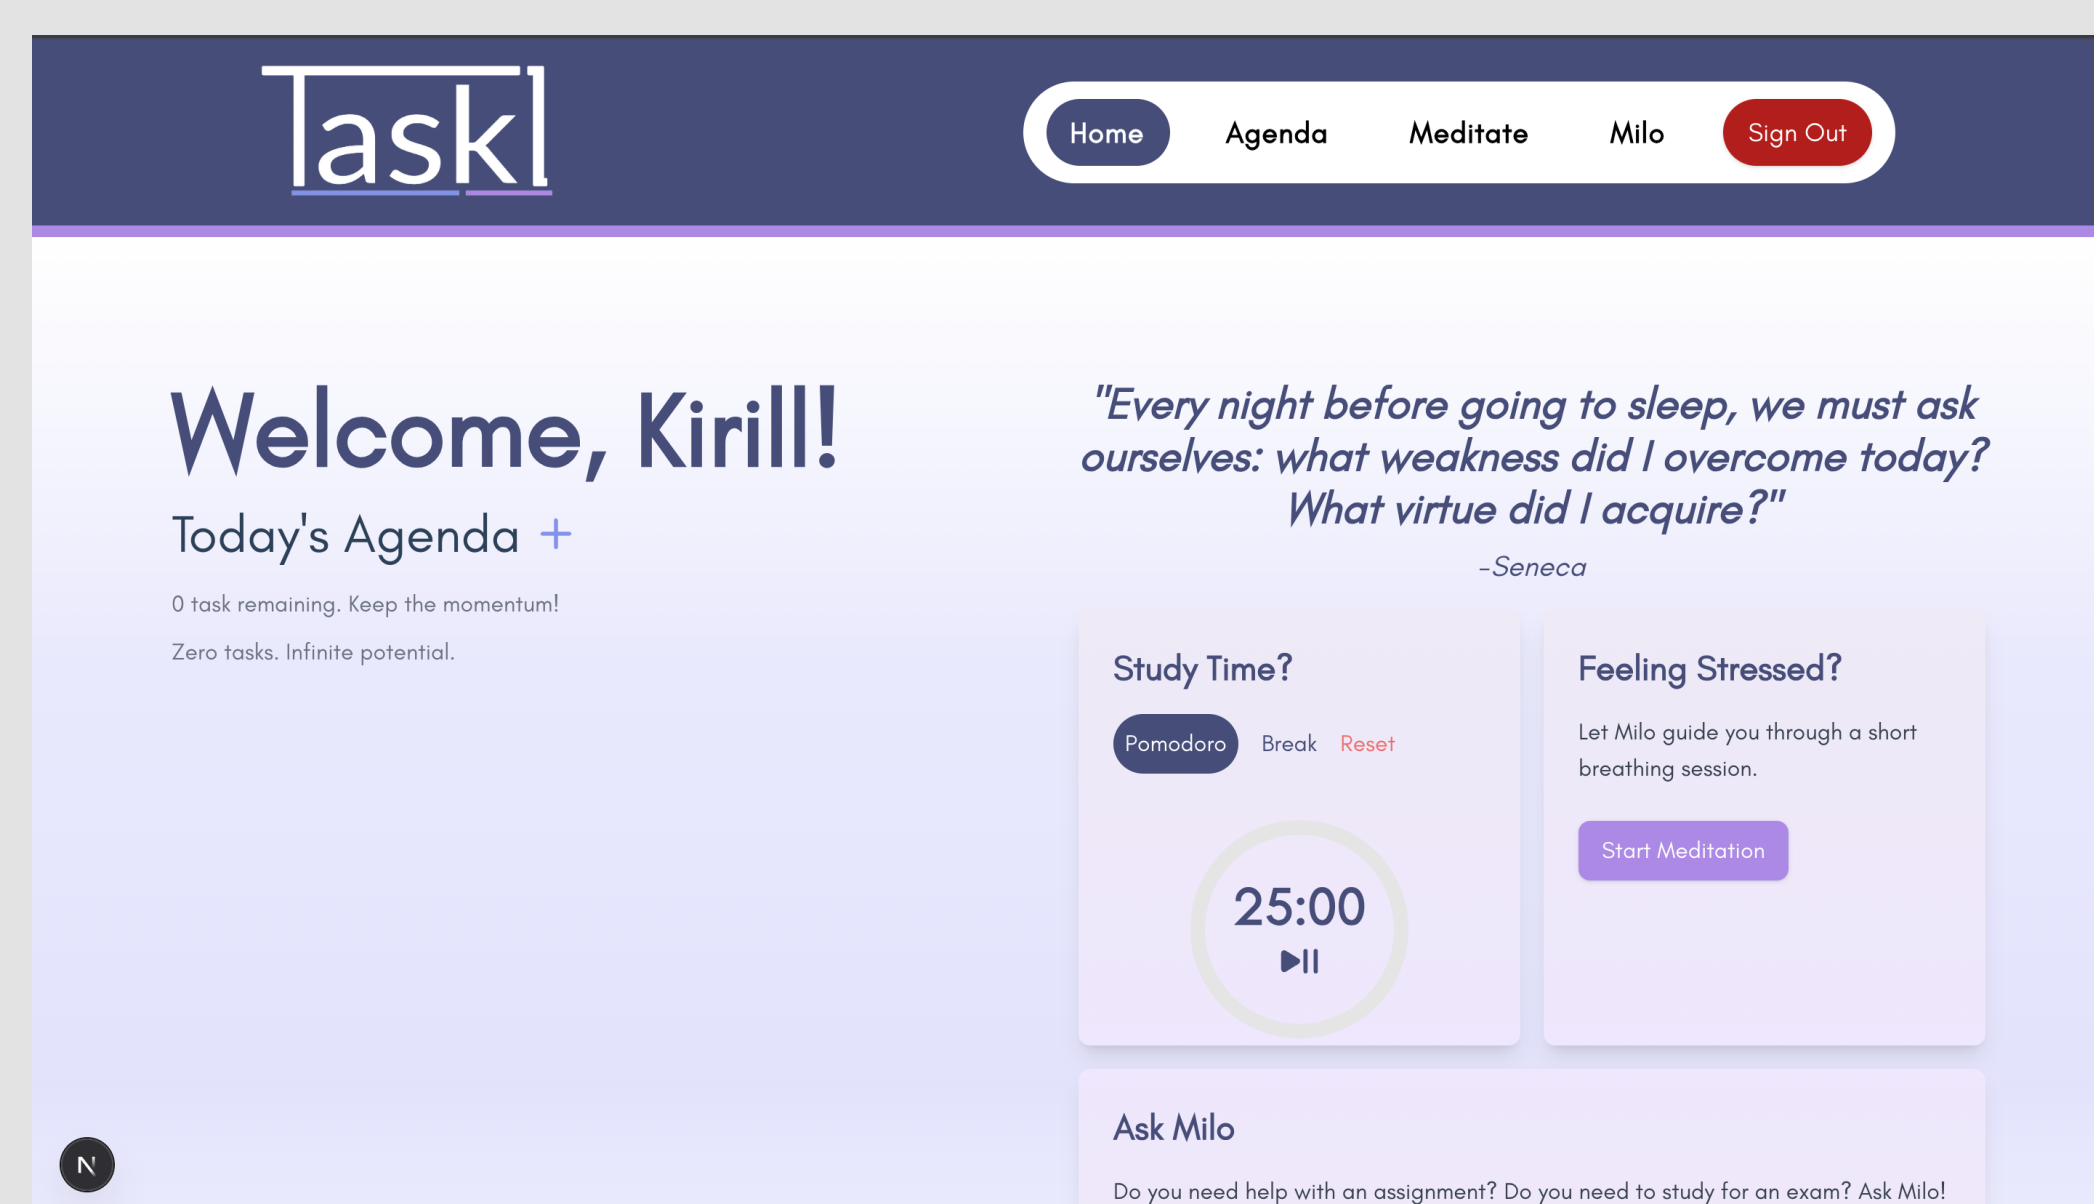 Taskl
Home
Agenda
Meditate
Milo
Sign Out
Welcome, Kirill!
Today's Agenda +
0 task remaining. Keep the momentum!
Zero tasks. Infinite potential.
"Every night before going to sleep, we must ask
ourselves: what weakness did I overcome today?
What virtue did I acquire?"
-Seneca
Study Time?
Pomodoro
Break
Reset
25:00
Feeling Stressed?
Let Milo guide you through a short
breathing session.
Start Meditation
Ask Milo
Do you need help with an assignment? Do you need to study for an exam? Ask Milo!
N